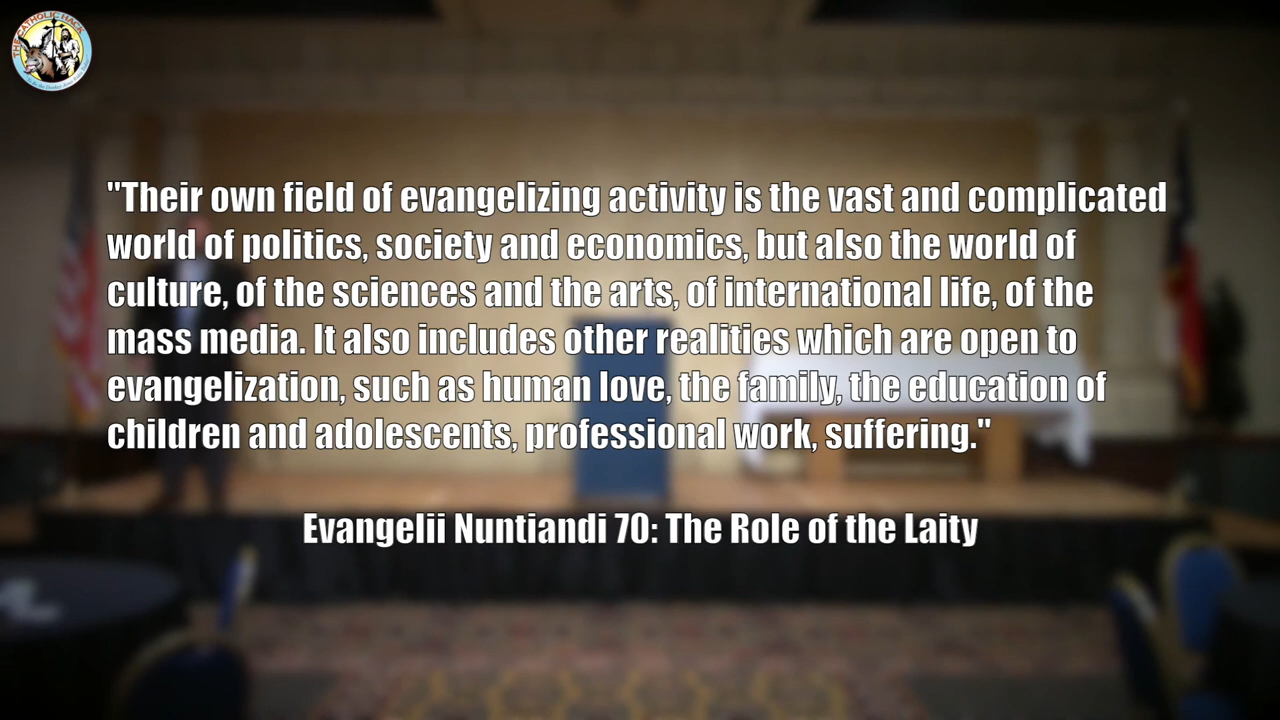 THE CATHOLIC HACK
"Their own field of evangelizing activity is the vast and complicated
world of politics, society and economics, but also the world of
culture, of the sciences and the arts, of international life, of the
mass media. It also includes other realities which are open to
evangelization, such as human love, the family, the education of
children and adolescents, professional work, suffering."
Evangelii Nuntiandi 70: The Role of the Laity